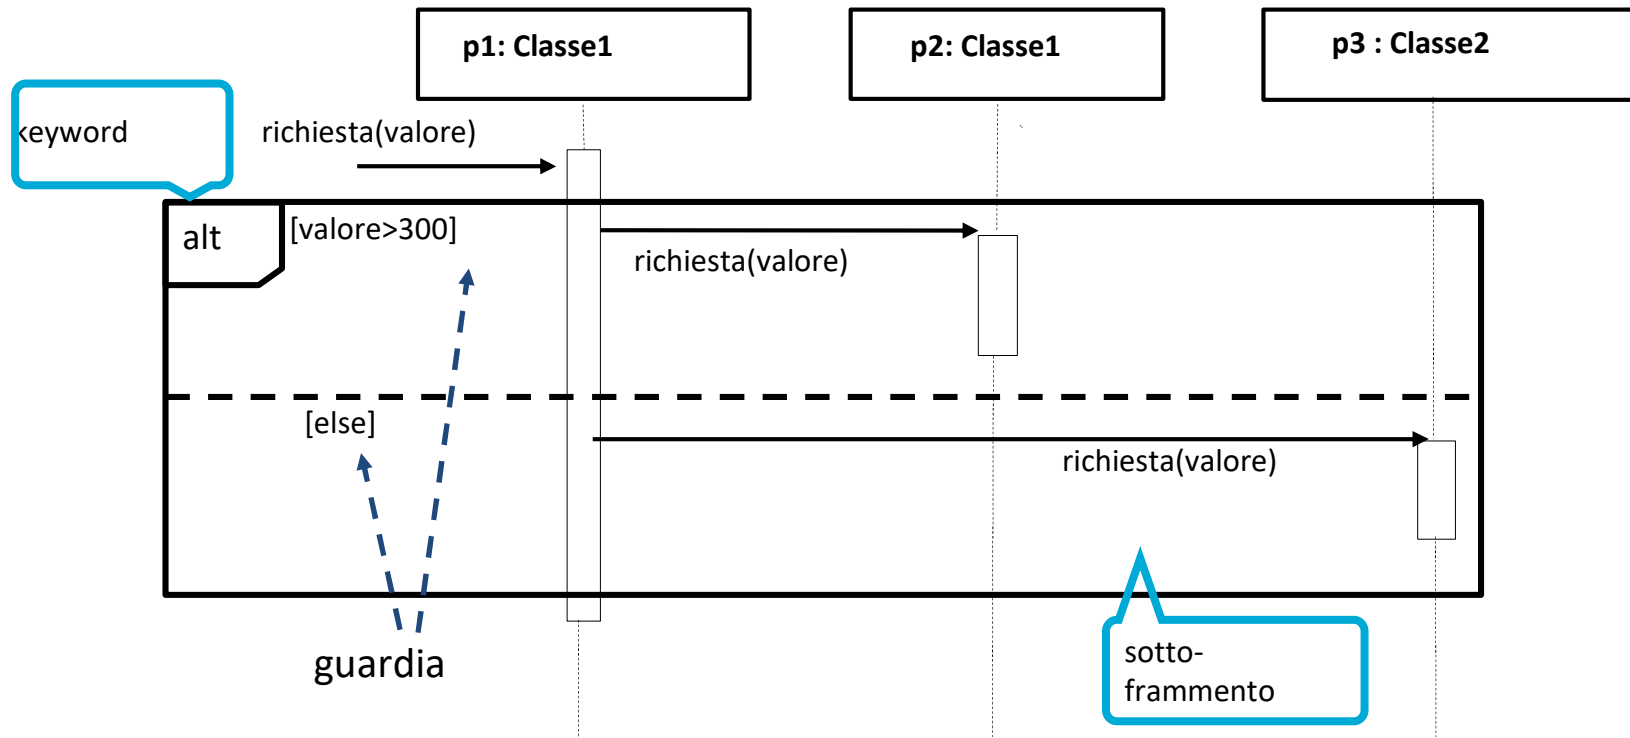 p1: Classe1
p2: Classe1
p3 : Classe2
keyword
richiesta(valore)
alt
[valore>300]
richiesta(valore)
[else]
richiesta(valore)
guardia
sotto-
frammento